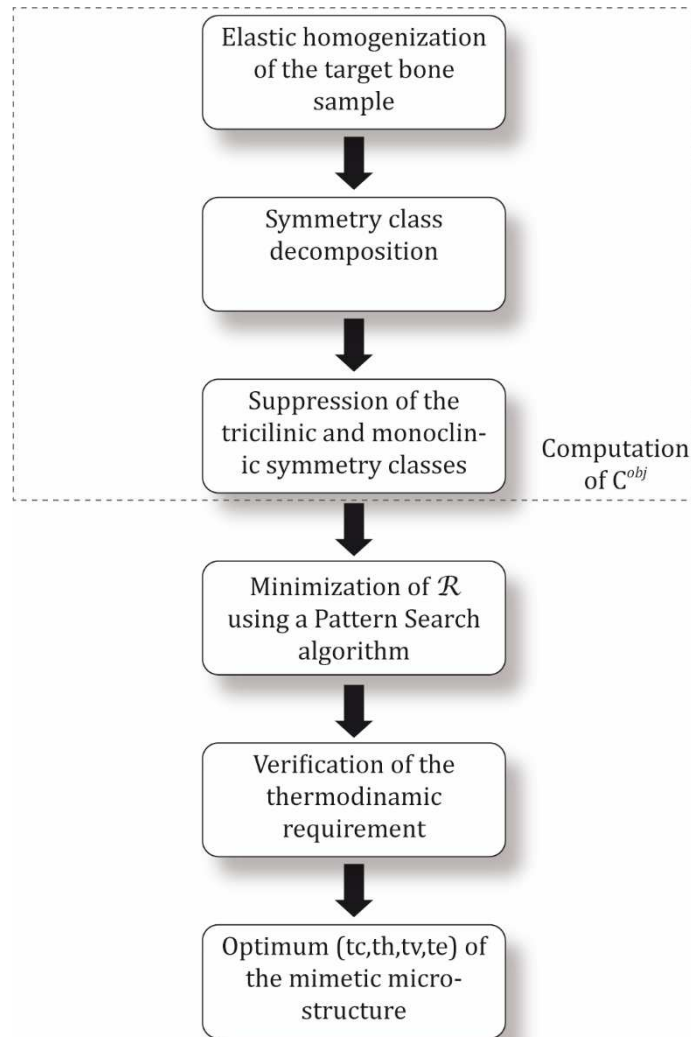 Elastic homogenization
of the target bone
sample
Symmetry class
decomposition
Suppression of the
tricilinic and monoclin-
ic symmetry classes
Computation
of C^obj
Minimization of ℛ
using a Pattern Search
algorithm
Verification of the
thermodinamic
requirement
Optimum (tc,th,tv,te) of
the mimetic micro-
structure